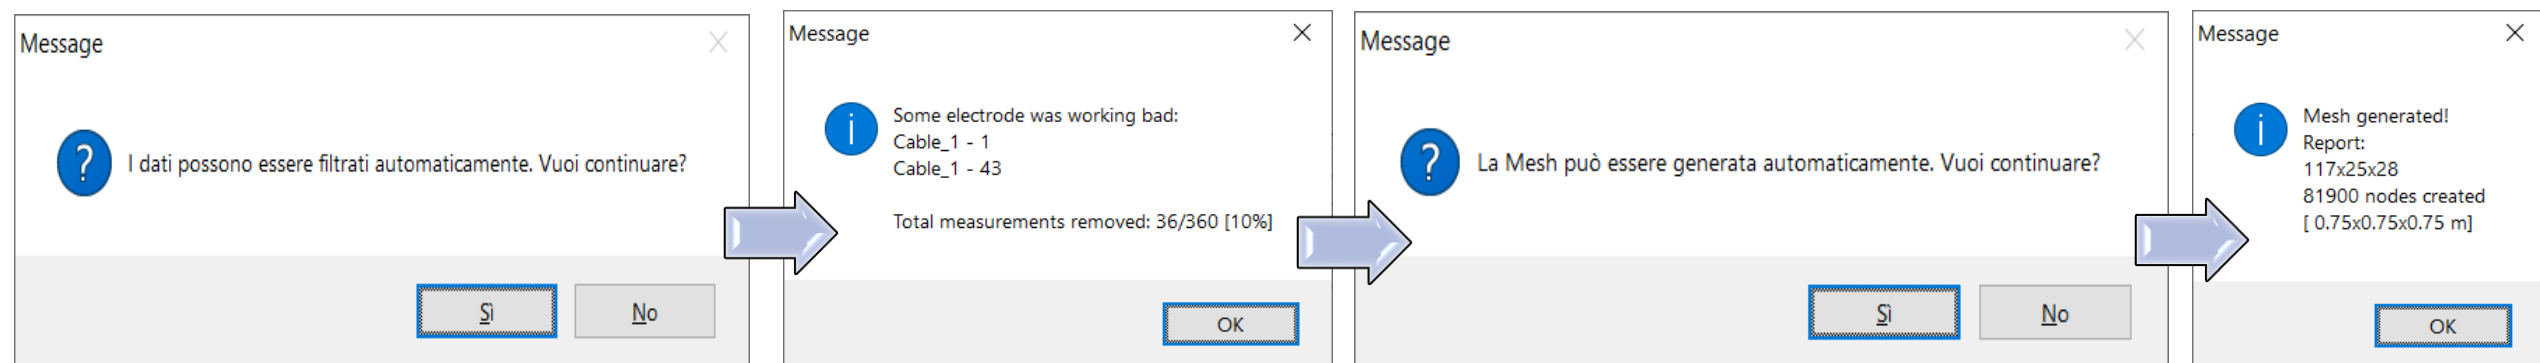 Message
I dati possono essere filtrati automaticamente. Vuoi continuare?
Sì
No
Message
Some electrode was working bad:
Cable_1 - 1
Cable_1 - 43
Total measurements removed: 36/360 [10%]
OK
Message
La Mesh può essere generata automaticamente. Vuoi continuare?
Sì
No
Message
Mesh generated!
Report:
117x25x28
81900 nodes created
[ 0.75x0.75x0.75 m]
OK